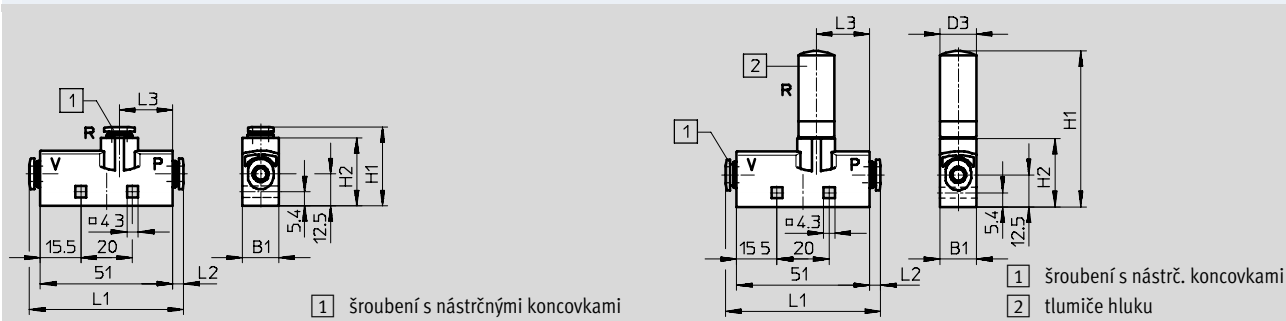 1
R
L3
V
P
□4.3
15.5
20
51
L2
L1
5.4
12.5
H2
H1
B1
1 šroubení s nástrčnými koncovkami
L3
D3
2
R
1
V
P
H1
H2
□4.3
15 5
20
51
L2
L1
5.4
12.5
B1
1 šroubení s nástrč. koncovkami
2 tlumiče hluku